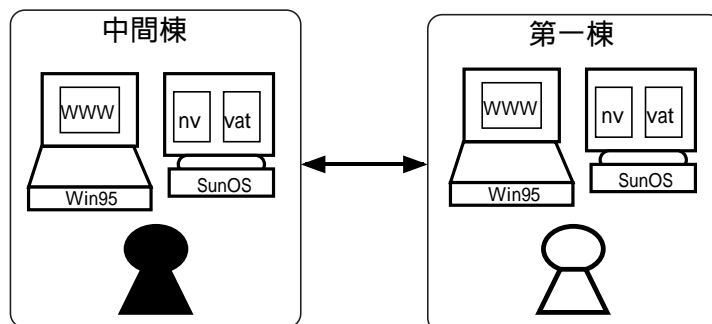 中間棟
WWW
nv
vat
Win95
SunOS
第一棟
WWW
nv
vat
Win95
SunOS